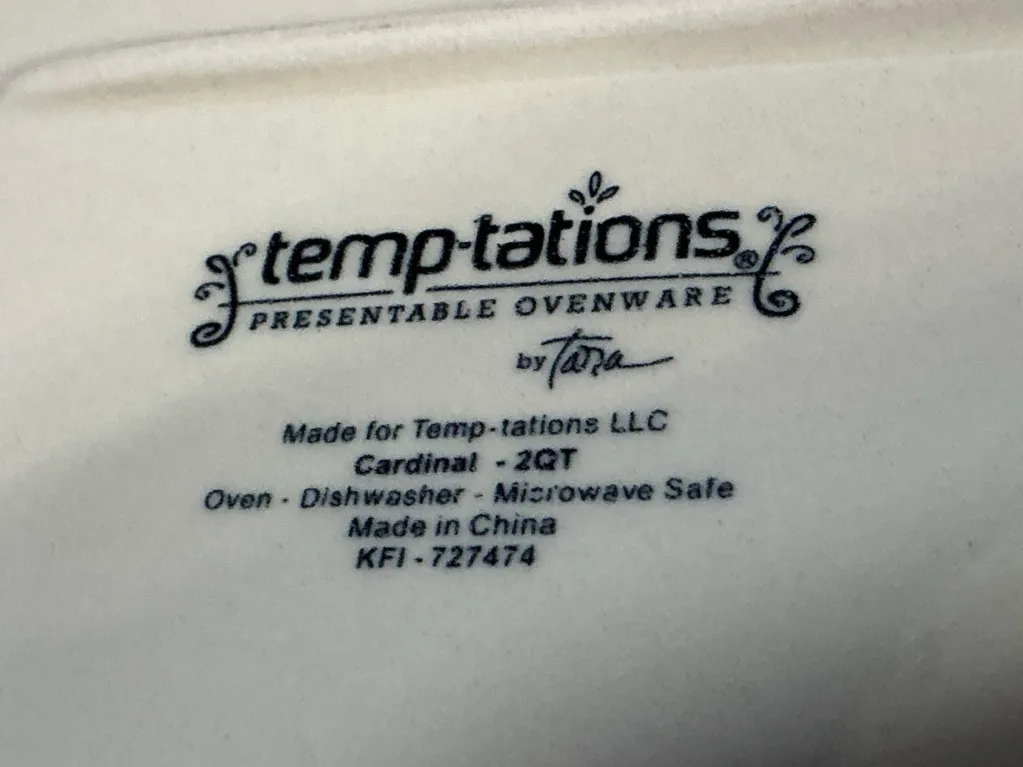 temp-tations®
PRESENTABLE OVENWARE
by Tara
Made for Temp-tations LLC
Cardinal - 2QT
Oven - Dishwasher - Microwave Safe
Made in China
KFI - 727474